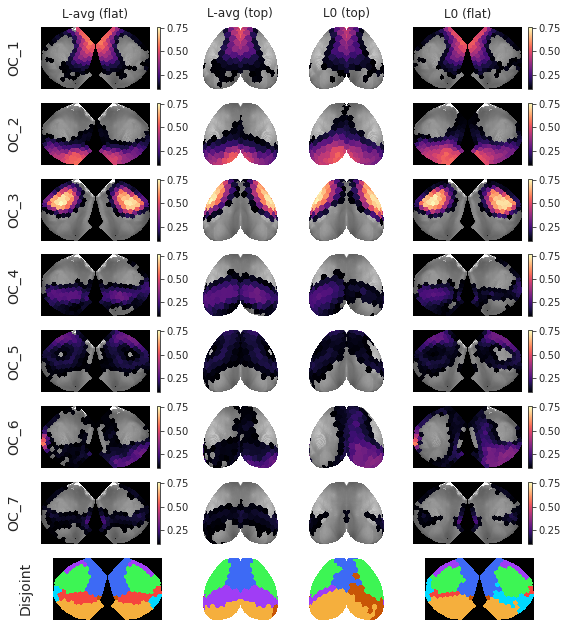 L-avg (flat) L-avg (top) L0 (top) L0 (flat)
OC_1 0.75 0.50 0.25 0.75 0.50 0.25
OC_2 0.75 0.50 0.25 0.75 0.50 0.25
OC_3 0.75 0.50 0.25 0.75 0.50 0.25
OC_4 0.75 0.50 0.25 0.75 0.50 0.25
OC_5 0.75 0.50 0.25 0.75 0.50 0.25
OC_6 0.75 0.50 0.25 0.75 0.50 0.25
OC_7 0.75 0.50 0.25 0.75 0.50 0.25
Disjoint